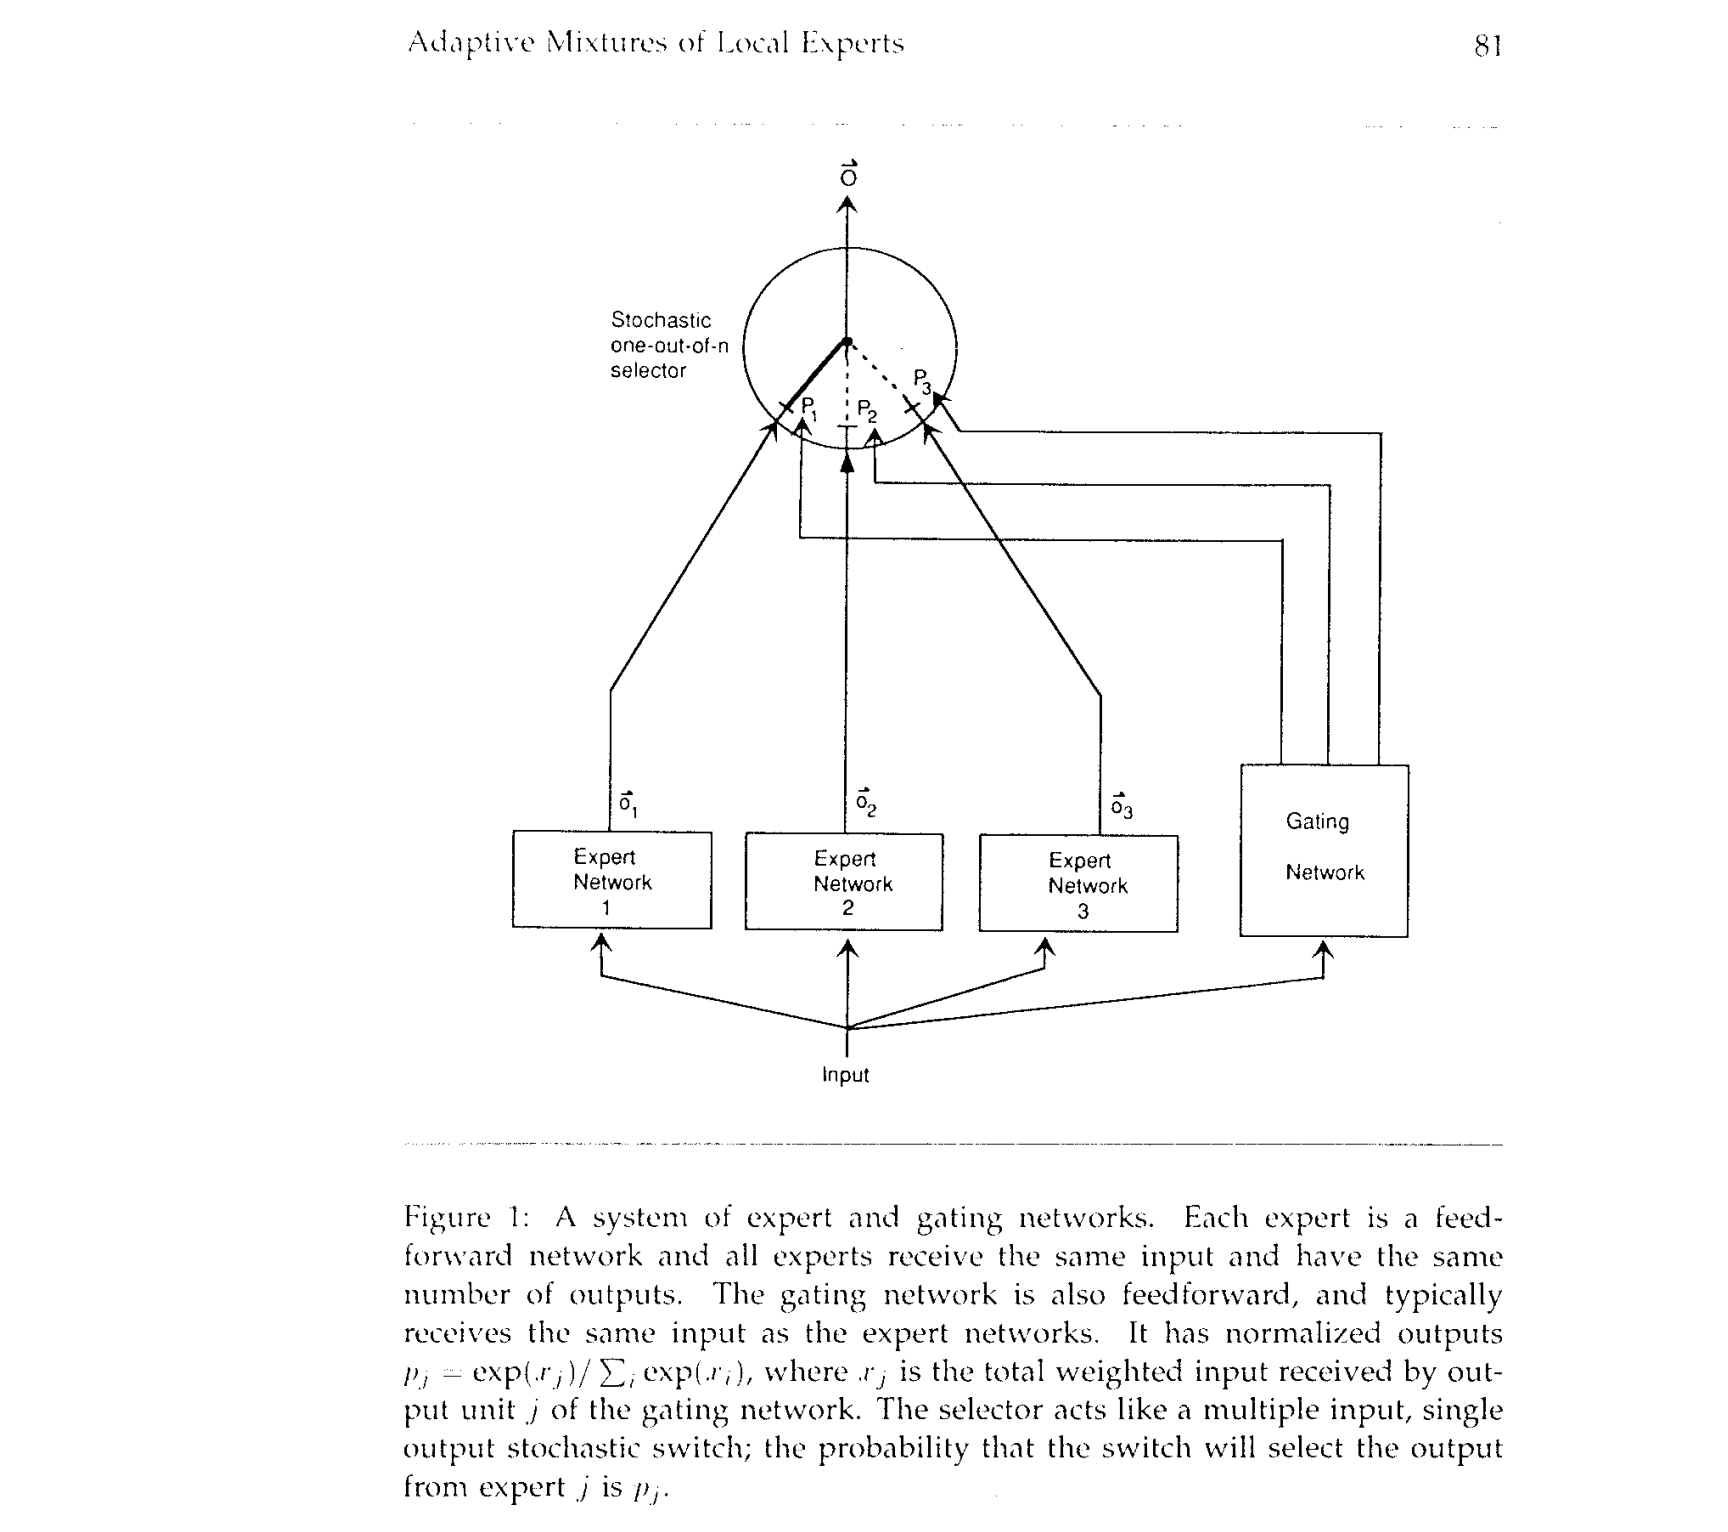 Adaptive Mixtures of Local Experts 81
O⃗
Stochastic
one-out-of-n
selector
P₁ P₂ P₃
o⃗₁ o⃗₂ o⃗₃
Expert
Network
1
Expert
Network
2
Expert
Network
3
Gating
Network
Input
Figure 1: A system of expert and gating networks. Each expert is a feed-
forward network and all experts receive the same input and have the same
number of outputs. The gating network is also feedforward, and typically
receives the same input as the expert networks. It has normalized outputs
pⱼ = exp(xⱼ)/ ∑ᵢ exp(xᵢ), where xⱼ is the total weighted input received by out-
put unit j of the gating network. The selector acts like a multiple input, single
output stochastic switch; the probability that the switch will select the output
from expert j is pⱼ.